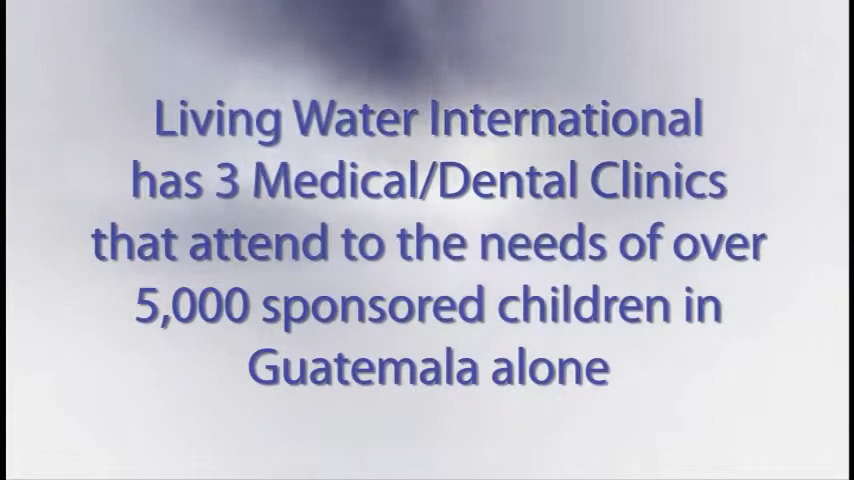 Living Water International
has 3 Medical/Dental Clinics
that attend to the needs of over
5,000 sponsored children in
Guatemala alone